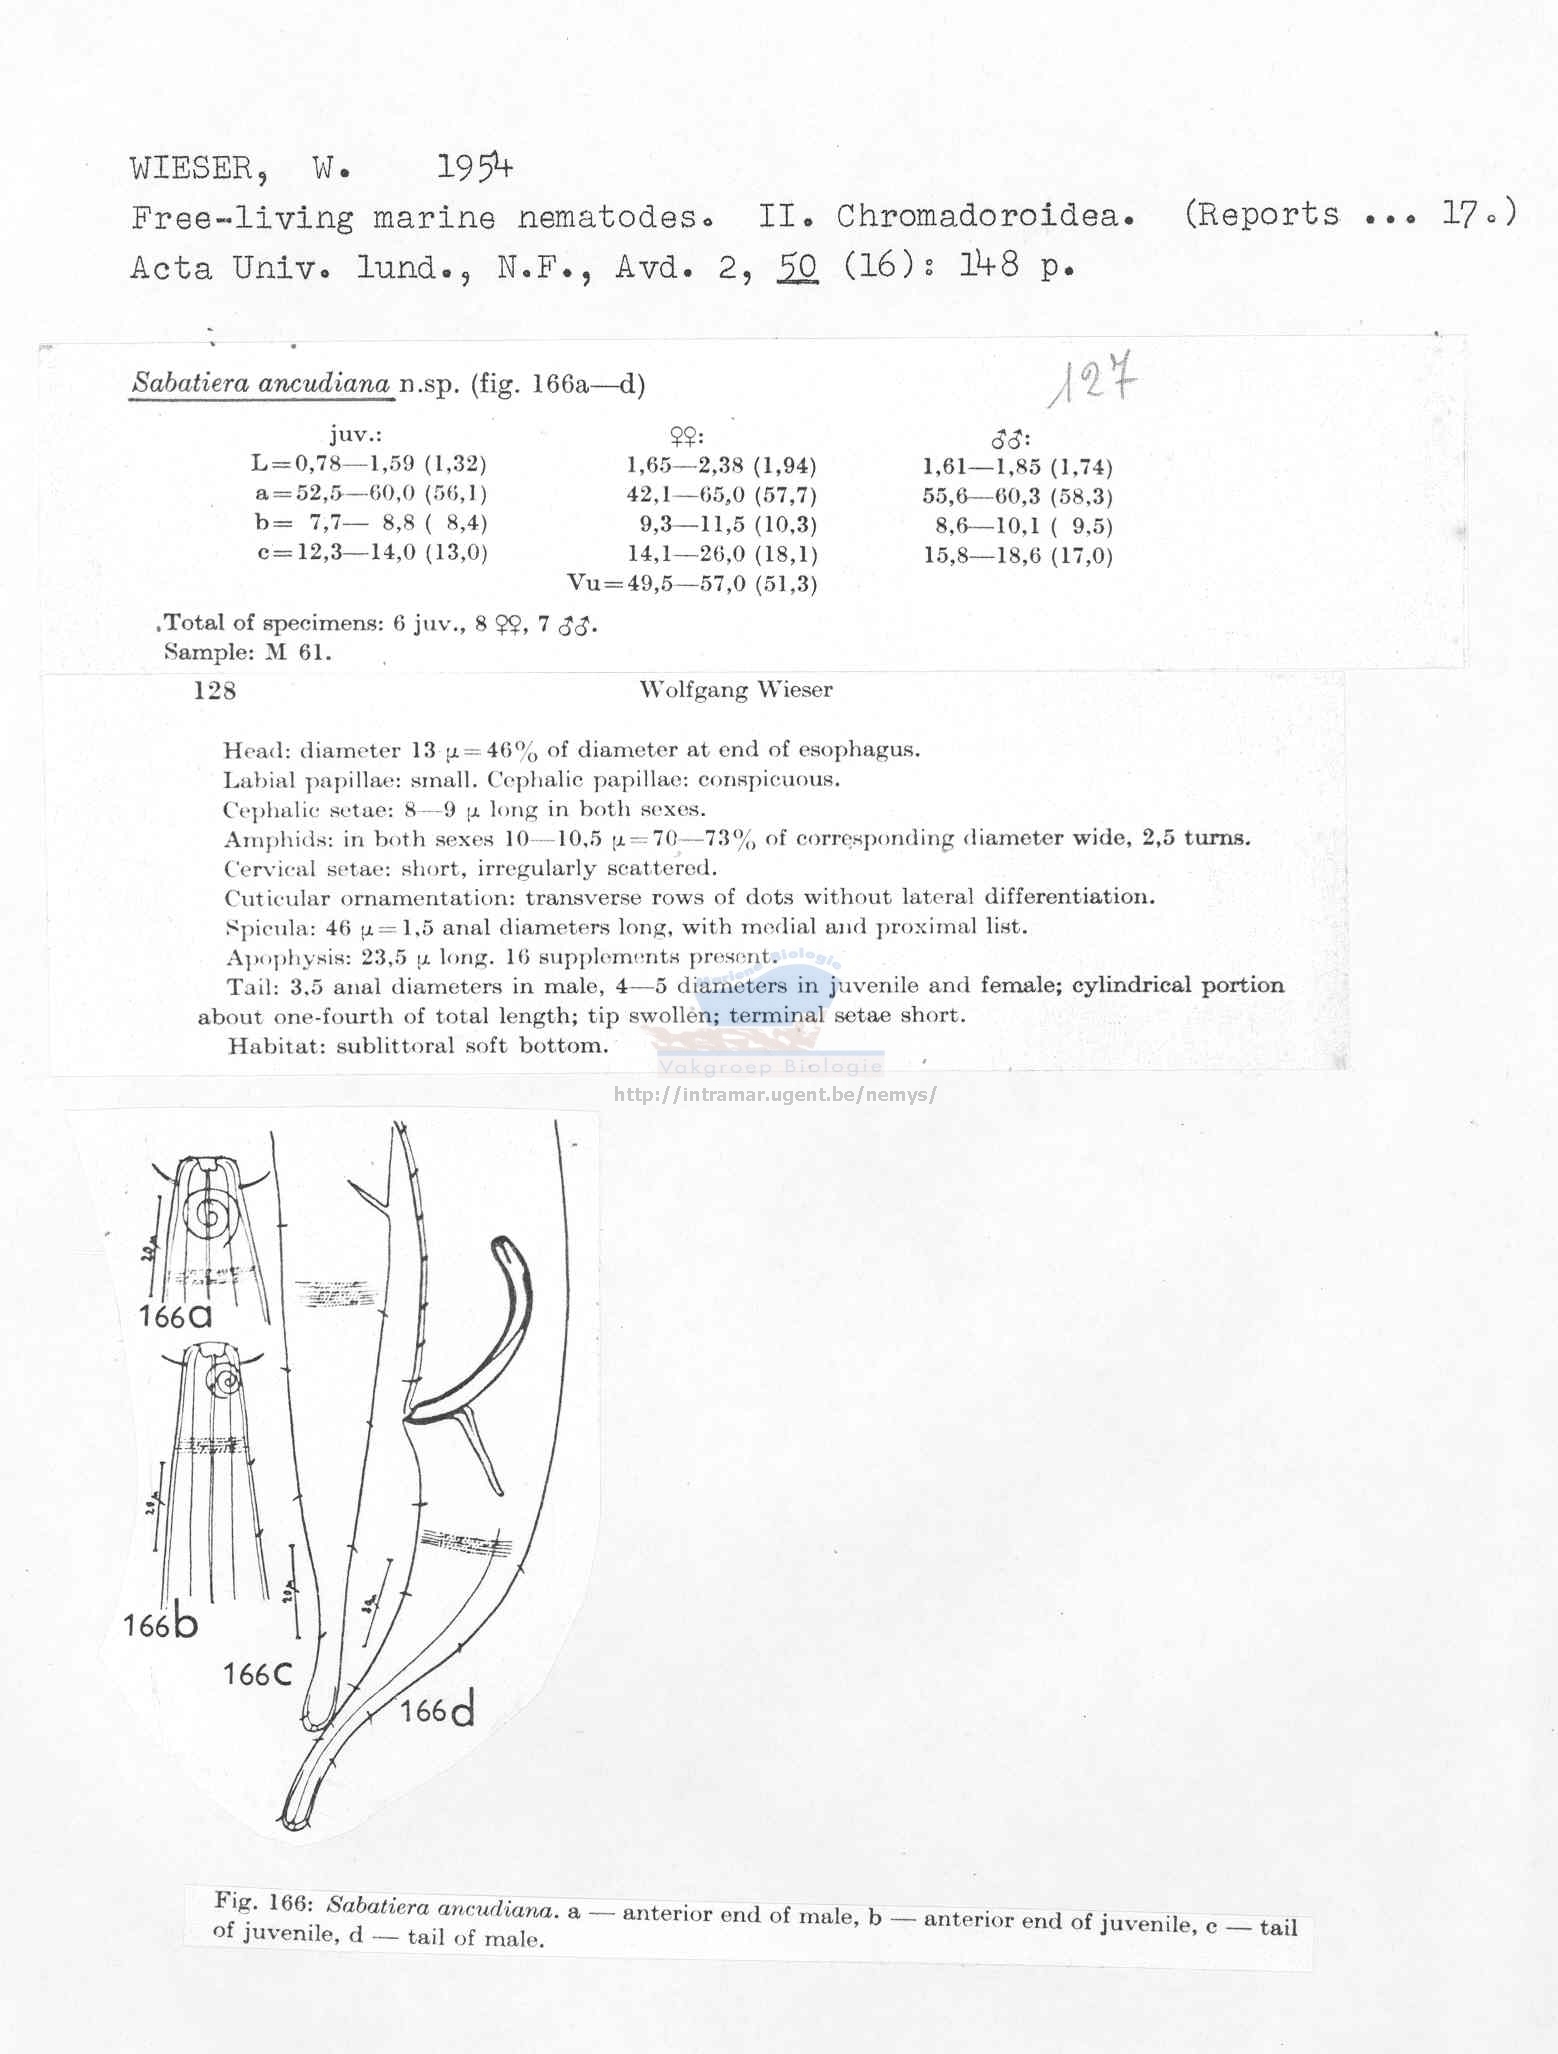 WIESER, W. 1954
Free-living marine nematodes. II. Chromadoroidea. (Reports ... 17.)
Acta Univ. lund., N.F., Avd. 2, 50 (16): 148 p.
Sabatiera ancudiana n.sp. (fig. 166a—d)
127
juv.: ♀♀: ♂♂:
L=0,78—1,59 (1,32) 1,65—2,38 (1,94) 1,61—1,85 (1,74)
a=52,5—60,0 (56,1) 42,1—65,0 (57,7) 55,6—60,3 (58,3)
b= 7,7— 8,8 ( 8,4) 9,3—11,5 (10,3) 8,6—10,1 ( 9,5)
c=12,3—14,0 (13,0) 14,1—26,0 (18,1) 15,8—18,6 (17,0)
Vu=49,5—57,0 (51,3)
Total of specimens: 6 juv., 8 ♀♀, 7 ♂♂.
Sample: M 61.
128 Wolfgang Wieser
Head: diameter 13 μ=46% of diameter at end of esophagus.
Labial papillae: small. Cephalic papillae: conspicuous.
Cephalic setae: 8—9 μ long in both sexes.
Amphids: in both sexes 10—10,5 μ=70—73% of corresponding diameter wide, 2,5 turns.
Cervical setae: short, irregularly scattered.
Cuticular ornamentation: transverse rows of dots without lateral differentiation.
Spicula: 46 μ=1,5 anal diameters long, with medial and proximal list.
Apophysis: 23,5 μ long. 16 supplements present.
Tail: 3,5 anal diameters in male, 4—5 diameters in juvenile and female; cylindrical portion
about one-fourth of total length; tip swollen; terminal setae short.
Habitat: sublittoral soft bottom.
Mariene Biologie
Vakgroep Biologie
http://intramar.ugent.be/nemys/
20 μ
166a
20 μ
166b
20 μ
166c
166d
Fig. 166: Sabatiera ancudiana. a — anterior end of male, b — anterior end of juvenile, c — tail
of juvenile, d — tail of male.